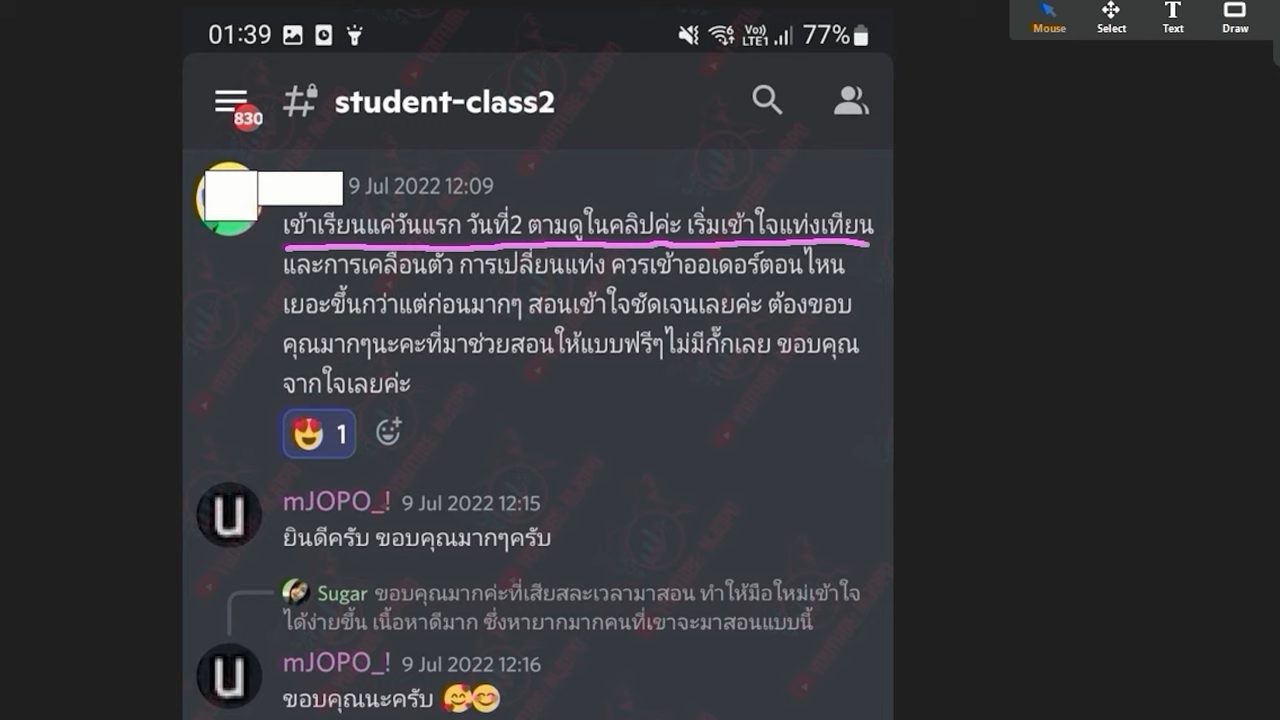 Mouse Select Text Draw
01:39 Vo) LTE1 77%
830 student-class2
9 Jul 2022 12:09
เข้าเรียนแค่วันแรก วันที่2 ตามดูในคลิปค่ะ เริ่มเข้าใจแท่งเทียน
และการเคลื่อนตัว การเปลี่ยนแท่ง ควรเข้าออเดอร์ตอนไหน
เยอะขึ้นกว่าแต่ก่อนมากๆ สอนเข้าใจชัดเจนเลยค่ะ ต้องขอบ
คุณมากๆนะคะที่มาช่วยสอนให้แบบฟรีๆไม่มีกั๊กเลย ขอบคุณ
จากใจเลยค่ะ
1
mJOPO_! 9 Jul 2022 12:15
ยินดีครับ ขอบคุณมากๆครับ
Sugar ขอบคุณมากค่ะที่เสียสละเวลามาสอน ทำให้มือใหม่เข้าใจ
ได้ง่ายขึ้น เนื้อหาดีมาก ซึ่งหายากมากคนที่เขาจะมาสอนแบบนี้
mJOPO_! 9 Jul 2022 12:16
ขอบคุณนะครับ